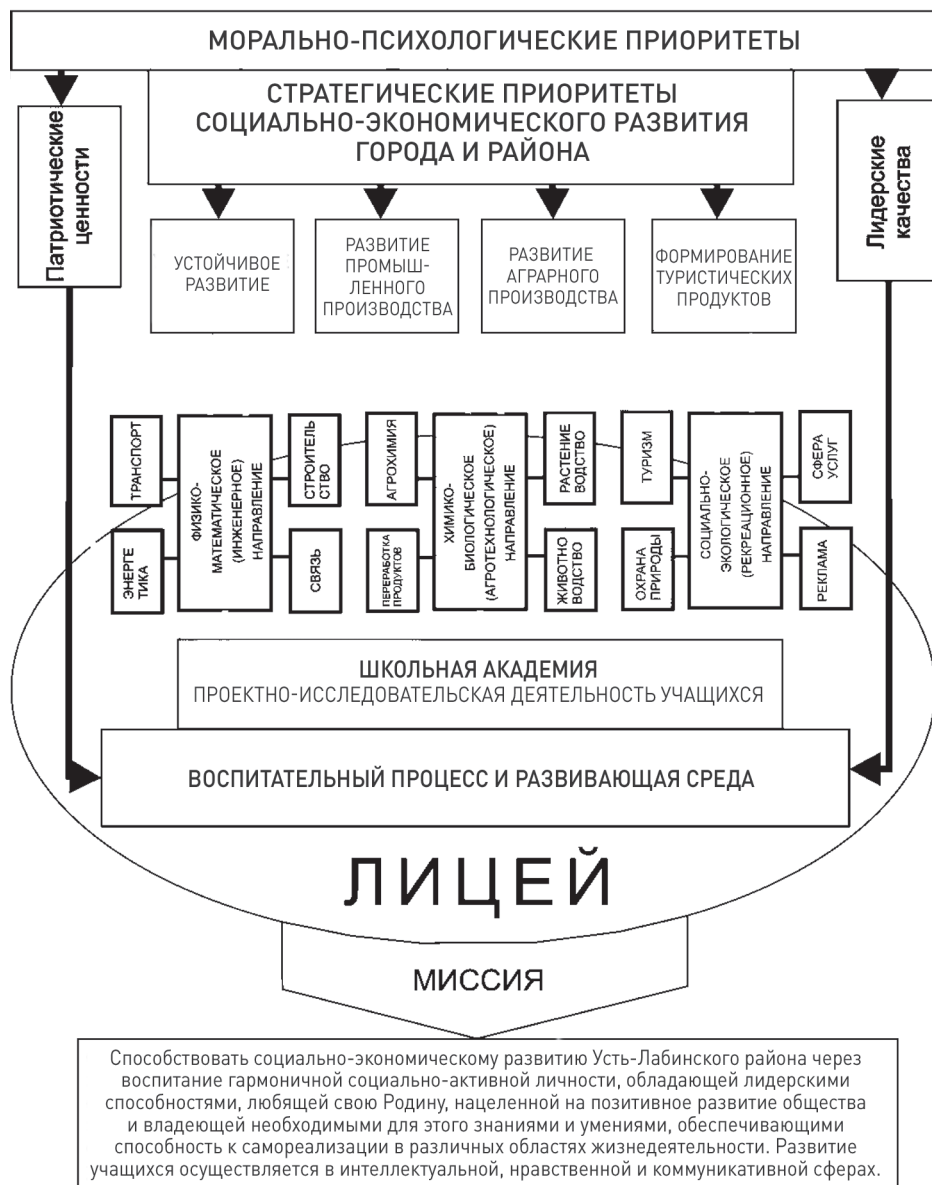 МОРАЛЬНО-ПСИХОЛОГИЧЕСКИЕ ПРИОРИТЕТЫ
СТРАТЕГИЧЕСКИЕ ПРИОРИТЕТЫ
СОЦИАЛЬНО-ЭКОНОМИЧЕСКОГО РАЗВИТИЯ
ГОРОДА И РАЙОНА
Патриотические
ценности
Лидерские
качества
УСТОЙЧИВОЕ
РАЗВИТИЕ
РАЗВИТИЕ
ПРОМЫШ-
ЛЕННОГО
ПРОИЗВОДСТВА
РАЗВИТИЕ
АГРАРНОГО
ПРОИЗВОДСТВА
ФОРМИРОВАНИЕ
ТУРИСТИЧЕСКИХ
ПРОДУКТОВ
ТРАНСПОРТ
ЭНЕРГЕ
ТИКА
ФИЗИКО-
МАТЕМАТИЧЕСКОЕ
(ИНЖЕНЕРНОЕ)
НАПРАВЛЕНИЕ
СТРОИТЕЛЬ
СТВО
СВЯЗЬ
АГРОХИМИЯ
ПЕРЕРАБОТКА
ПРОДУКТОВ
ХИМИКО-
БИОЛОГИЧЕСКОЕ
(АГРОТЕХНОЛОГИЧЕСКОЕ)
НАПРАВЛЕНИЕ
РАСТЕНИЕ
ВОДСТВО
ЖИВОТНО
ВОДСТВО
ТУРИЗМ
ОХРАНА
ПРИРОДЫ
СОЦИАЛЬНО-
ЭКОЛОГИЧЕСКОЕ
(РЕКРЕАЦИОННОЕ)
НАПРАВЛЕНИЕ
СФЕРА
УСЛУГ
РЕКЛАМА
ШКОЛЬНАЯ АКАДЕМИЯ
ПРОЕКТНО-ИССЛЕДОВАТЕЛЬСКАЯ ДЕЯТЕЛЬНОСТЬ УЧАЩИХСЯ
ВОСПИТАТЕЛЬНЫЙ ПРОЦЕСС И РАЗВИВАЮЩАЯ СРЕДА
ЛИЦЕЙ
МИССИЯ
Способствовать социально-экономическому развитию Усть-Лабинского района через
воспитание гармоничной социально-активной личности, обладающей лидерскими
способностями, любящей свою Родину, нацеленной на позитивное развитие общества
и владеющей необходимыми для этого знаниями и умениями, обеспечивающими
способность к самореализации в различных областях жизнедеятельности. Развитие
учащихся осуществляется в интеллектуальной, нравственной и коммуникативной сферах.